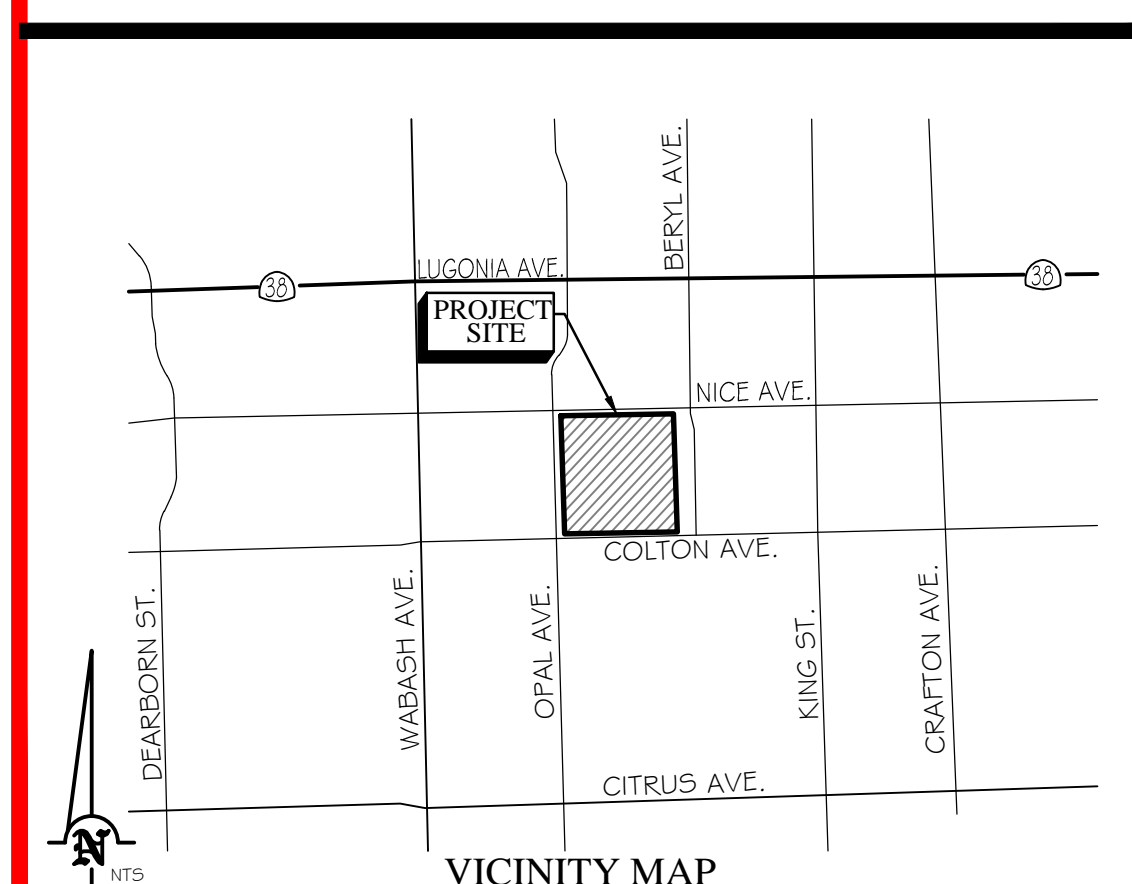 BERYL AVE.
LUGONIA AVE.
38
38
PROJECT
SITE
NICE AVE.
COLTON AVE.
DEARBORN ST.
WABASH AVE.
OPAL AVE.
KING ST.
CRAFTON AVE.
CITRUS AVE.
N
NTS
VICINITY MAP